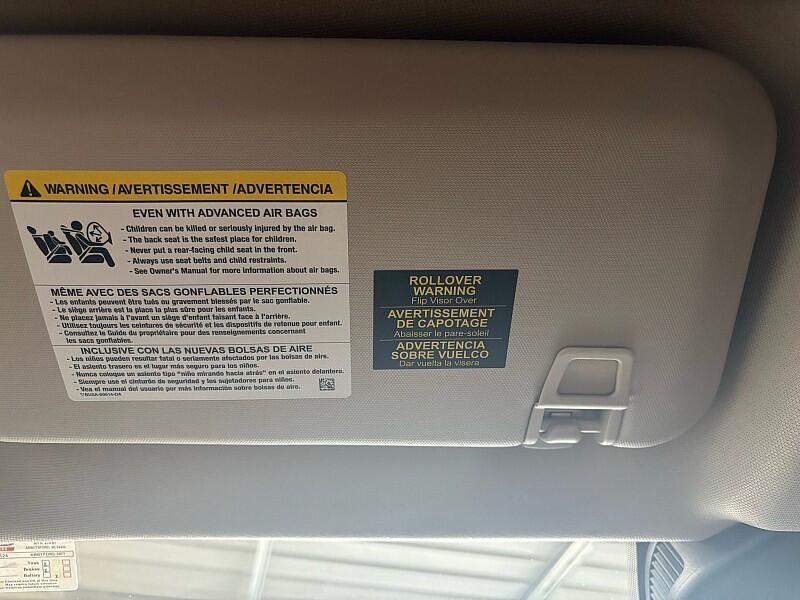 WARNING / AVERTISSEMENT / ADVERTENCIA
EVEN WITH ADVANCED AIR BAGS
- Children can be killed or seriously injured by the air bag.
- The back seat is the safest place for children.
- Never put a rear-facing child seat in the front.
- Always use seat belts and child restraints.
- See Owner's Manual for more information about air bags.
MÊME AVEC DES SACS GONFLABLES PERFECTIONNÉS
- Les enfants peuvent être tués ou gravement blessés par le sac gonflable.
- Le siège arrière est la place la plus sûre pour les enfants.
- Ne placez jamais à l'avant un siège d'enfant faisant face à l'arrière.
- Utilisez toujours les ceintures de sécurité et les dispositifs de retenue pour enfant.
- Consultez le Guide du propriétaire pour des renseignements concernant
les sacs gonflables.
INCLUSIVE CON LAS NUEVAS BOLSAS DE AIRE
- Los niños pueden resultar fatal o seriamente afectados por las bolsas de aire.
- El asiento trasero es el lugar más seguro para los niños.
- Nunca coloque un asiento tipo "niño mirando hacia atrás" en el asiento delantero.
- Siempre use el cinturón de seguridad y los sujetadores para niños.
- Vea el manual del usuario por más información sobre bolsas de aire.
ROLLOVER
WARNING
Flip Visor Over
AVERTISSEMENT
DE CAPOTAGE
Abaisser le pare-soleil
ADVERTENCIA
SOBRE VUELCO
Dar vuelta la visera
Tires
Brakes
Battery